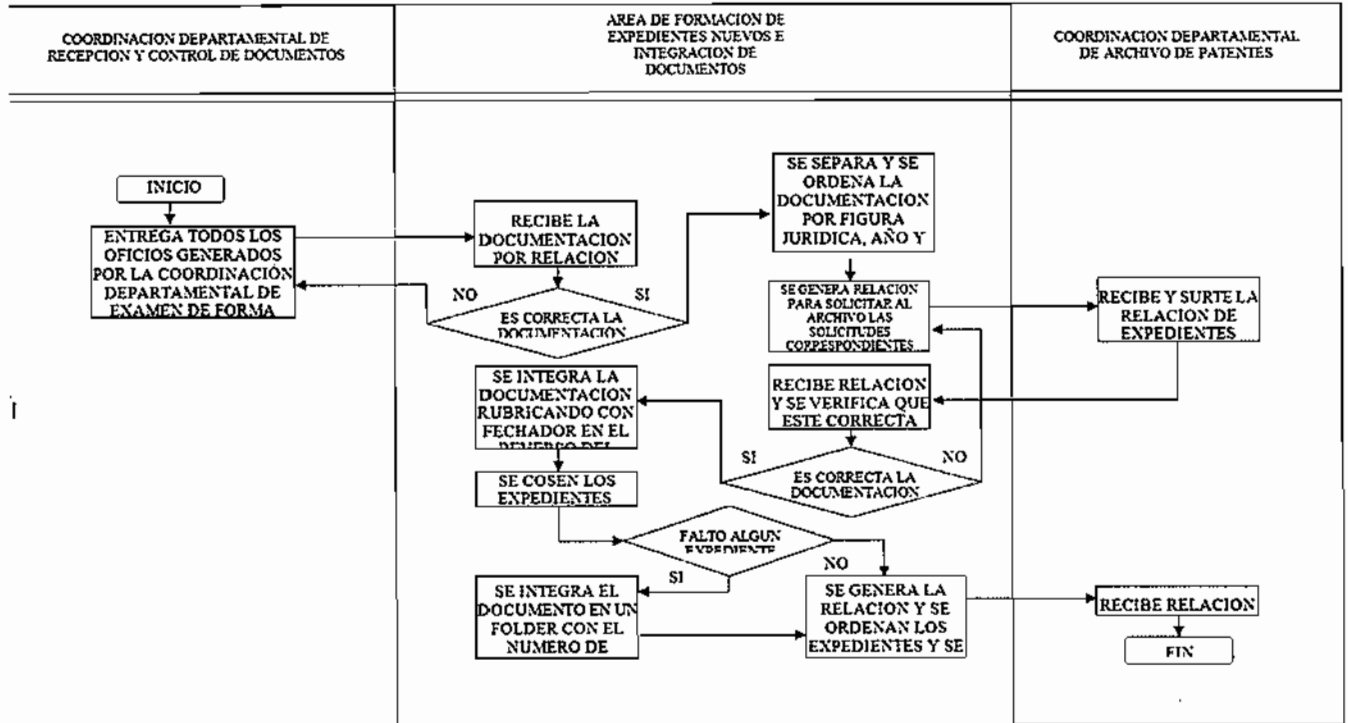 COORDINACION DEPARTAMENTAL DE
RECEPCION Y CONTROL DE DOCUMENTOS
AREA DE FORMACION DE
EXPEDIENTES NUEVOS E
INTEGRACION DE
DOCUMENTOS
COORDINACION DEPARTAMENTAL
DE ARCHIVO DE PATENTES
INICIO
ENTREGA TODOS LOS
OFICIOS GENERADOS
POR LA COORDINACIÓN
DEPARTAMENTAL DE
EXAMEN DE FORMA
RECIBE LA
DOCUMENTACION
POR RELACION
NO
SI
ES CORRECTA LA
DOCUMENTACION
SE SEPARA Y SE
ORDENA LA
DOCUMENTACION
POR FIGURA
JURIDICA, AÑO Y
SE GENERA RELACION
PARA SOLICITAR AL
ARCHIVO LAS
SOLICITUDES
CORRESPONDIENTES
RECIBE Y SURTE LA
RELACION DE
EXPEDIENTES
RECIBE RELACION
Y SE VERIFICA QUE
ESTE CORRECTA
SI
NO
ES CORRECTA LA
DOCUMENTACION
SE INTEGRA LA
DOCUMENTACION
RUBRICANDO CON
FECHADOR EN EL
REVERSO DEL
SE COSEN LOS
EXPEDIENTES
FALTO ALGUN
EXPEDIENTE
SI
NO
SE INTEGRA EL
DOCUMENTO EN UN
FOLDER CON EL
NUMERO DE
SE GENERA LA
RELACION Y SE
ORDENAN LOS
EXPEDIENTES Y SE
RECIBE RELACION
FIN